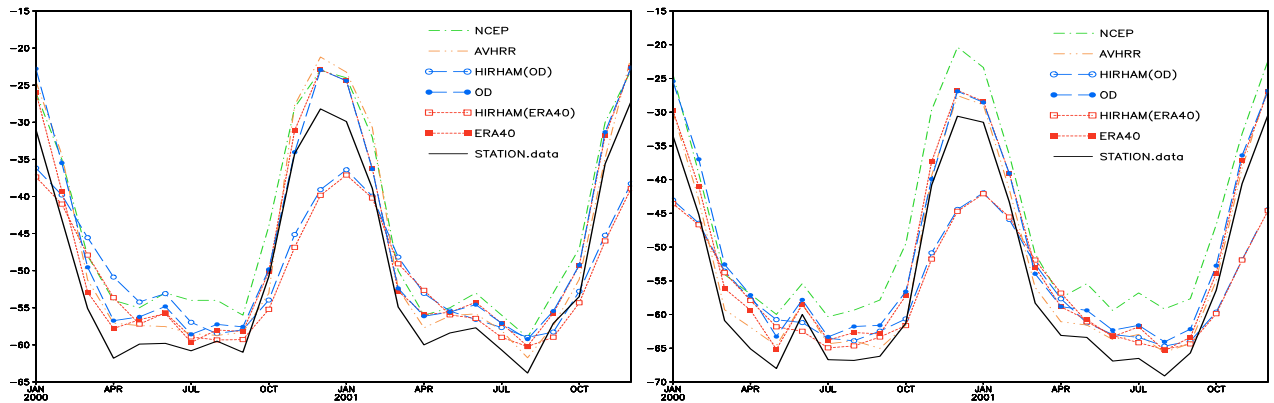 -15
-20
-25
-30
-35
-40
-45
-50
-55
-60
-65
JAN
2000
APR
JUL
OCT
JAN
2001
APR
JUL
OCT
NCEP
AVHRR
HIRHAM(OD)
OD
HIRHAM(ERA40)
ERA40
STATION.data
-15
-20
-25
-30
-35
-40
-45
-50
-55
-60
-65
-70
JAN
2000
APR
JUL
OCT
JAN
2001
APR
JUL
OCT
NCEP
AVHRR
HIRHAM(OD)
OD
HIRHAM(ERA40)
ERA40
STATION.data